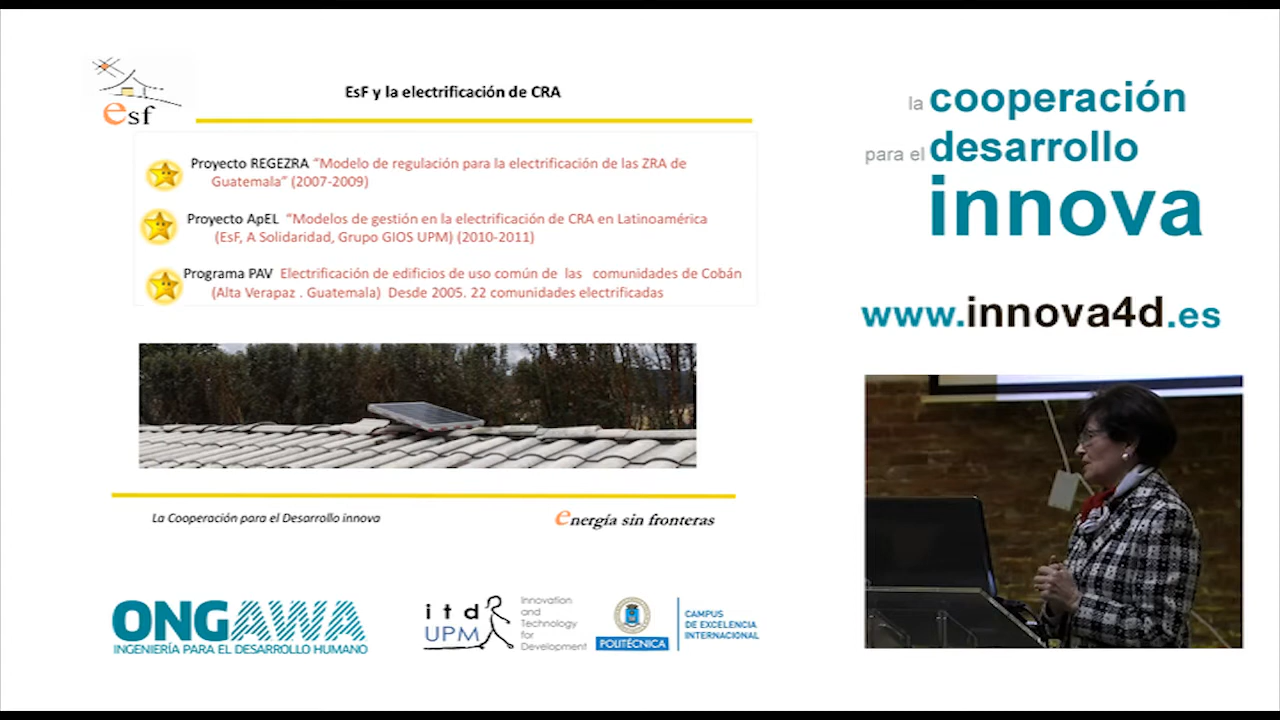 esf
EsF y la electrificación de CRA
Proyecto REGEZRA “Modelo de regulación para la electrificación de las ZRA de
Guatemala” (2007-2009)
Proyecto ApEL “Modelos de gestión en la electrificación de CRA en Latinoamérica
(EsF, A Solidaridad, Grupo GIOS UPM) (2010-2011)
Programa PAV Electrificación de edificios de uso común de las comunidades de Cobán
(Alta Verapaz . Guatemala) Desde 2005. 22 comunidades electrificadas
La Cooperación para el Desarrollo innova
energía sin fronteras
ONGAWA
INGENIERÍA PARA EL DESARROLLO HUMANO
itd
UPM
Innovation
and
Technology
for
Development
POLITÉCNICA
CAMPUS
DE EXCELENCIA
INTERNACIONAL
la cooperación
para el desarrollo
innova
www.innova4d.es